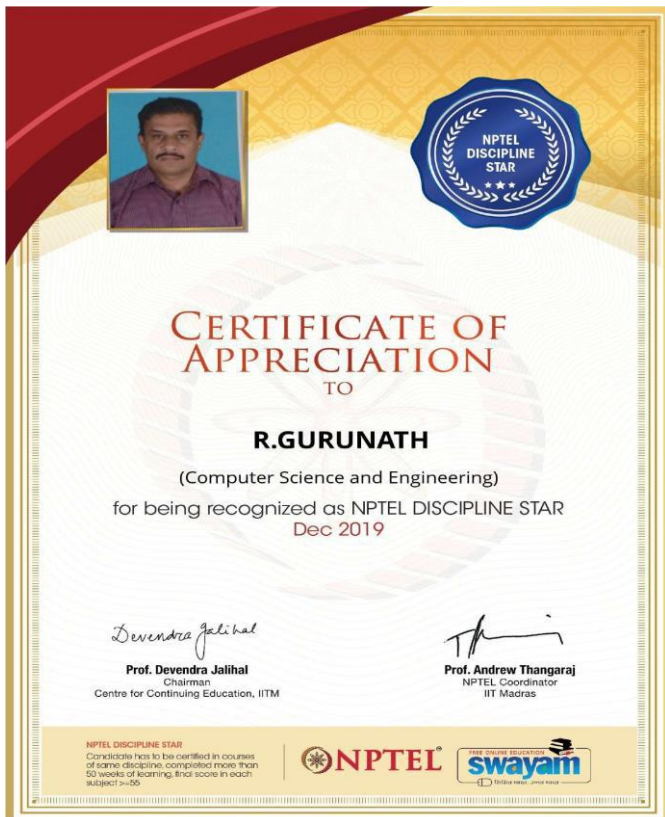 NPTEL
DISCIPLINE
STAR
CERTIFICATE OF
APPRECIATION
TO
R.GURUNATH
(Computer Science and Engineering)
for being recognized as NPTEL DISCIPLINE STAR
Dec 2019
Devendra Jalihal
Prof. Devendra Jalihal
Chairman
Centre for Continuing Education, IITM
Prof. Andrew Thangaraj
NPTEL Coordinator
IIT Madras
NPTEL DISCIPLINE STAR
Candidate has to be certified in courses
of same discipline, completed more than
50 weeks of learning, final score in each
subject >=55
NPTEL
FREE ONLINE EDUCATION
swayam